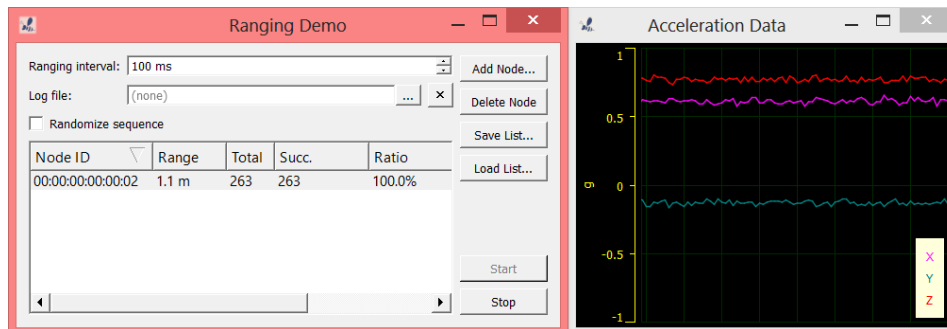 Ranging Demo
Ranging interval: 100 ms
Add Node...
Log file: (none) ... ×
Delete Node
Randomize sequence
Save List...
Node ID Range Total Succ. Ratio
Load List...
00:00:00:00:00:02 1.1 m 263 263 100.0%
Start
Stop
Acceleration Data
1
0.5
g
0
-0.5
-1
X
Y
Z